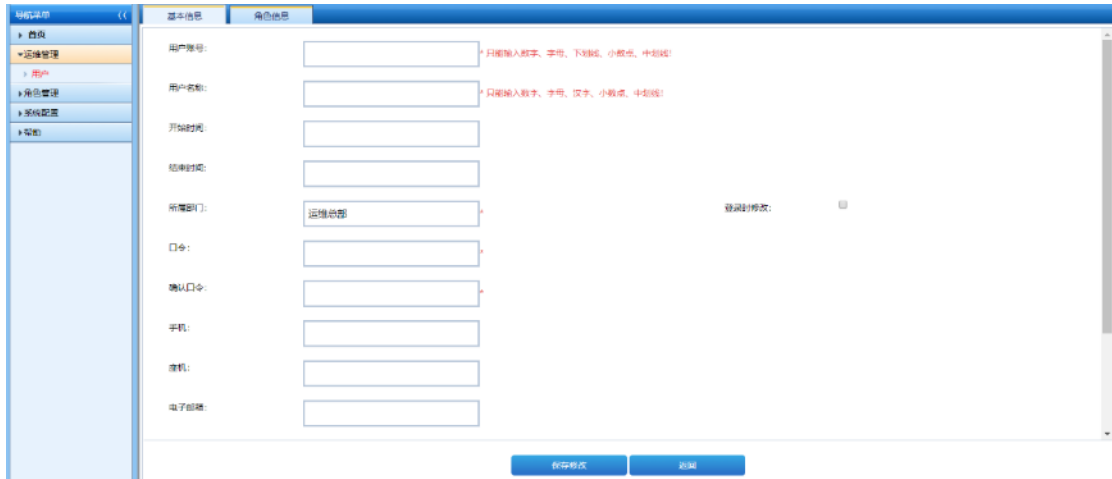 导航菜单
基本信息
角色信息
首页
运维管理
用户
角色管理
系统配置
帮助
用户账号:
* 只能输入数字、字母、下划线、小数点、中划线!
用户名称:
* 只能输入数字、字母、汉字、小数点、中划线!
开始时间:
结束时间:
所属部门:
运维总部
*
登录时修改:
口令:
*
确认口令:
*
手机:
座机:
电子邮箱:
保存修改
返回